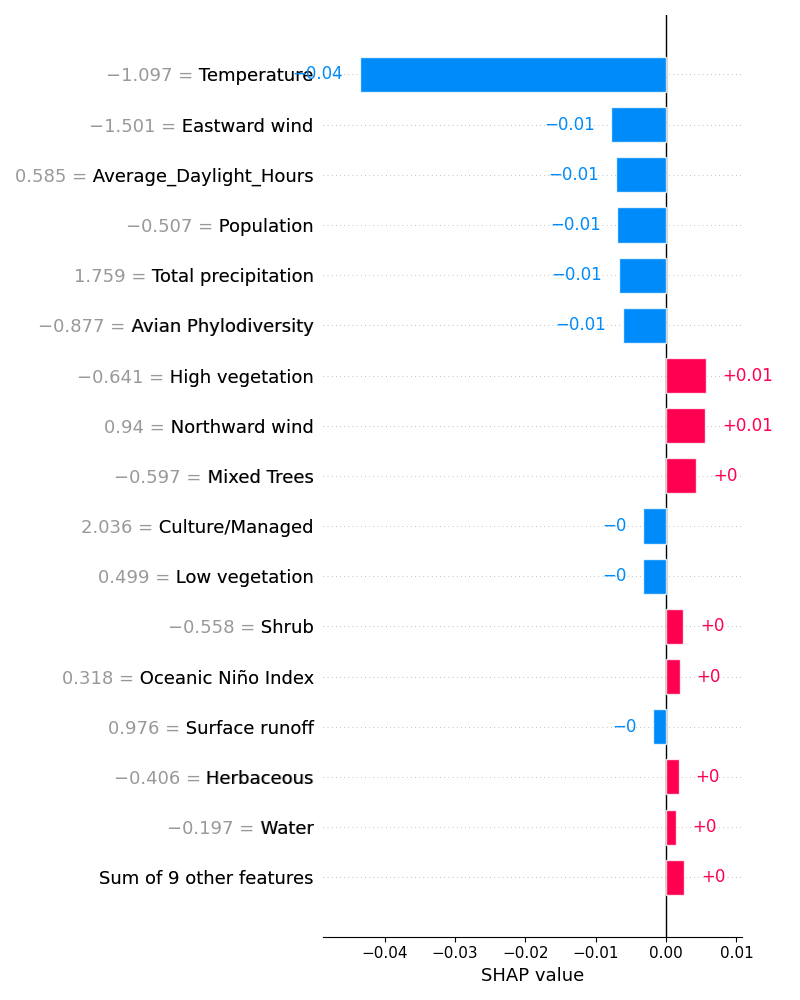 −1.097 = Temperature −0.04
−1.501 = Eastward wind −0.01
0.585 = Average_Daylight_Hours −0.01
−0.507 = Population −0.01
1.759 = Total precipitation −0.01
−0.877 = Avian Phylodiversity −0.01
−0.641 = High vegetation +0.01
0.94 = Northward wind +0.01
−0.597 = Mixed Trees +0
2.036 = Culture/Managed −0
0.499 = Low vegetation −0
−0.558 = Shrub +0
0.318 = Oceanic Niño Index +0
0.976 = Surface runoff −0
−0.406 = Herbaceous +0
−0.197 = Water +0
Sum of 9 other features +0
−0.04 −0.03 −0.02 −0.01 0.00 0.01
SHAP value